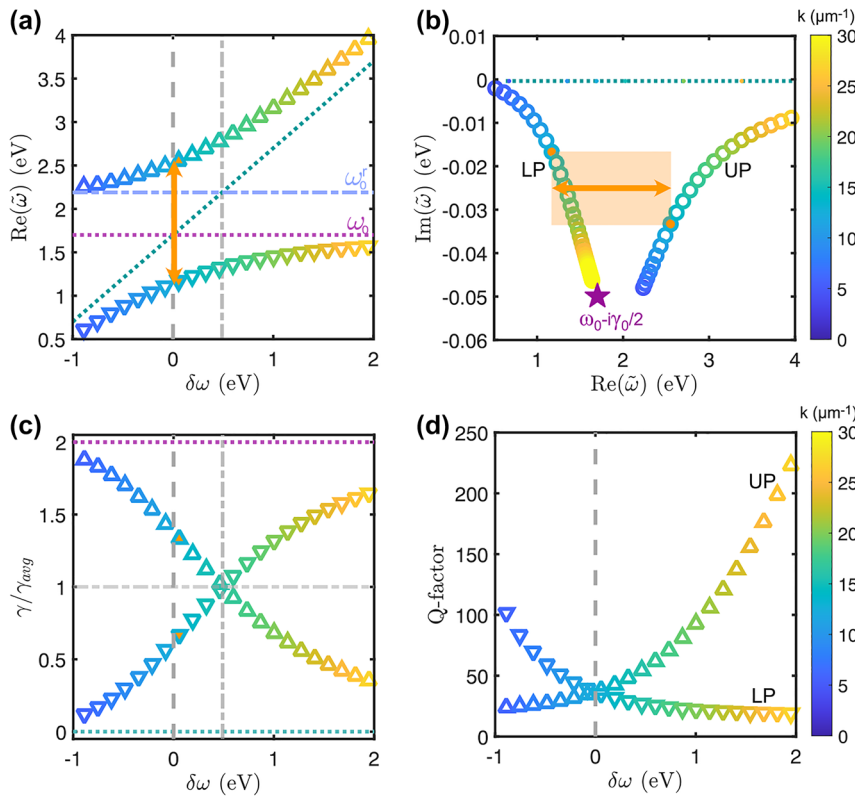 (a)
4
3.5
3
2.5
2
1.5
1
0.5
Re(ω̃) (eV)
ω₀ʳ
ω₀
-1
0
1
2
δω (eV)
(b)
k (µm⁻¹)
0.01
0
-0.01
-0.02
-0.03
-0.04
-0.05
-0.06
Im(ω̃) (eV)
LP
UP
ω₀-iγ₀/2
1
2
3
4
Re(ω̃) (eV)
30
25
20
15
10
5
0
(c)
2
1.5
1
0.5
0
γ/γavg
-1
0
1
2
δω (eV)
(d)
k (µm⁻¹)
250
200
150
100
50
0
Q-factor
UP
LP
-1
0
1
2
δω (eV)
30
25
20
15
10
5
0